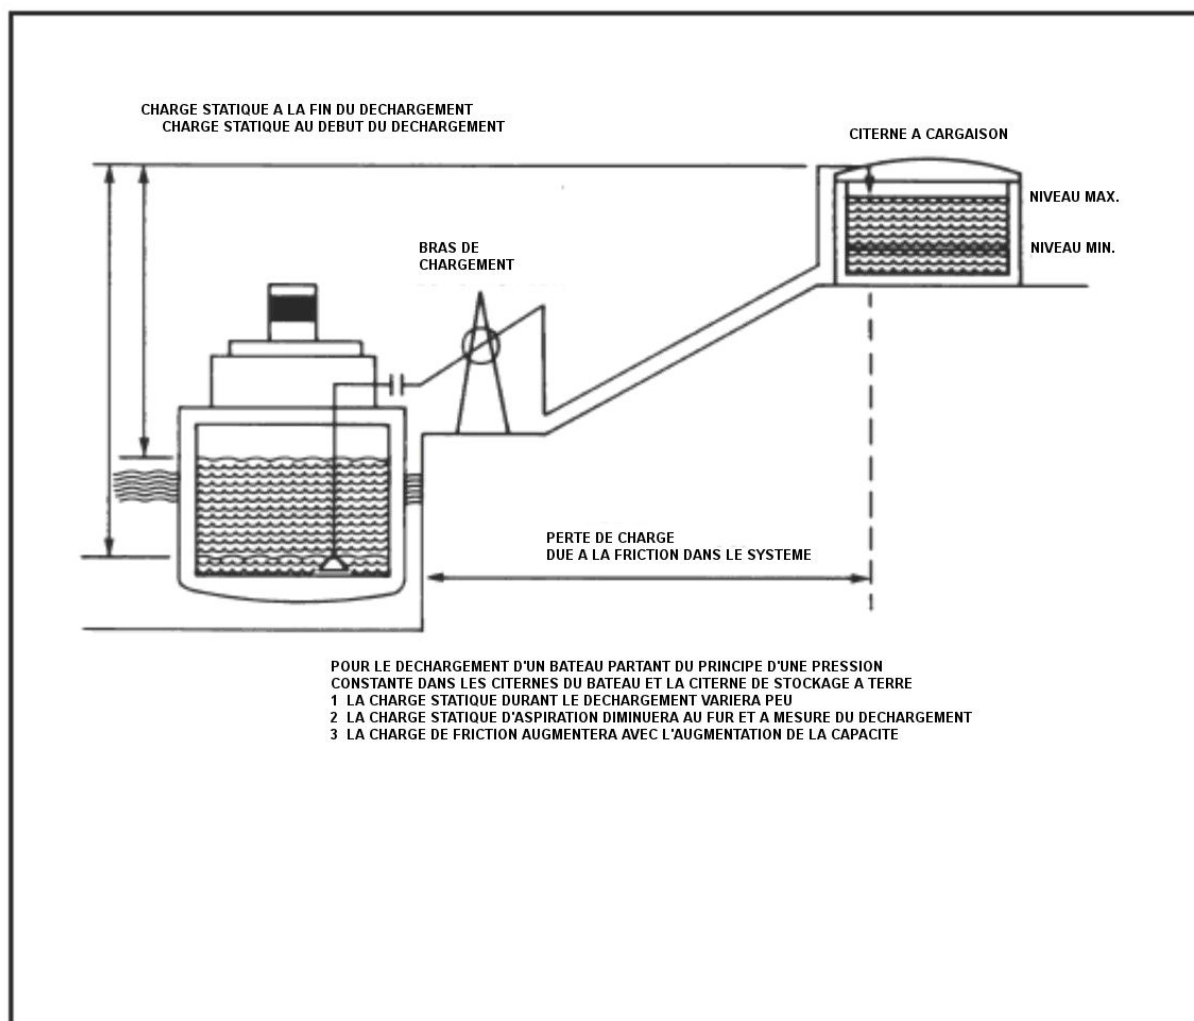 CHARGE STATIQUE A LA FIN DU DECHARGEMENT
CHARGE STATIQUE AU DEBUT DU DECHARGEMENT
CITERNE A CARGAISON
NIVEAU MAX.
NIVEAU MIN.
BRAS DE
CHARGEMENT
PERTE DE CHARGE
DUE A LA FRICTION DANS LE SYSTEME
POUR LE DECHARGEMENT D'UN BATEAU PARTANT DU PRINCIPE D'UNE PRESSION
CONSTANTE DANS LES CITERNES DU BATEAU ET LA CITERNE DE STOCKAGE A TERRE
1 LA CHARGE STATIQUE DURANT LE DECHARGEMENT VARIERA PEU
2 LA CHARGE STATIQUE D'ASPIRATION DIMINUERA AU FUR ET A MESURE DU DECHARGEMENT
3 LA CHARGE DE FRICTION AUGMENTERA AVEC L'AUGMENTATION DE LA CAPACITE